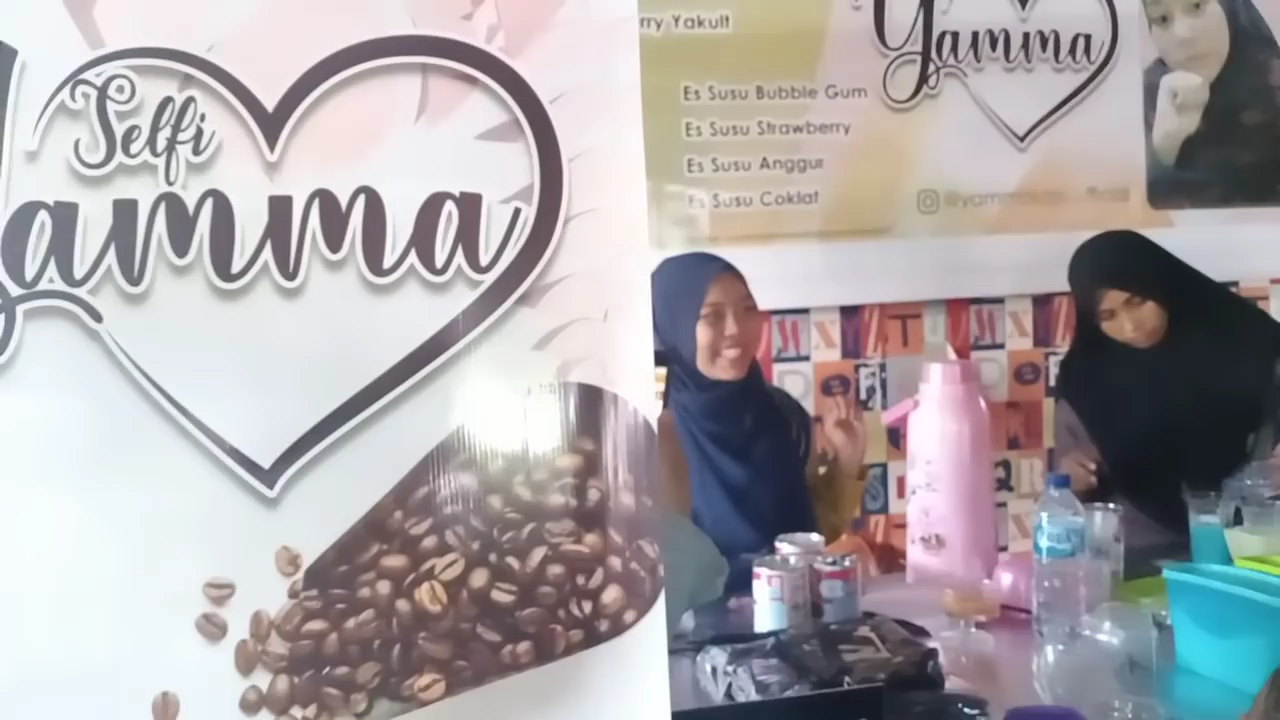 Selfi
Yamma
rry Yakult
Es Susu Bubble Gum
Es Susu Strawberry
Es Susu Anggur
Es Susu Coklat
Yamma